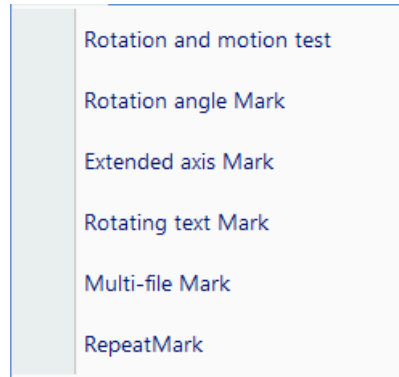 Rotation and motion test
Rotation angle Mark
Extended axis Mark
Rotating text Mark
Multi-file Mark
RepeatMark